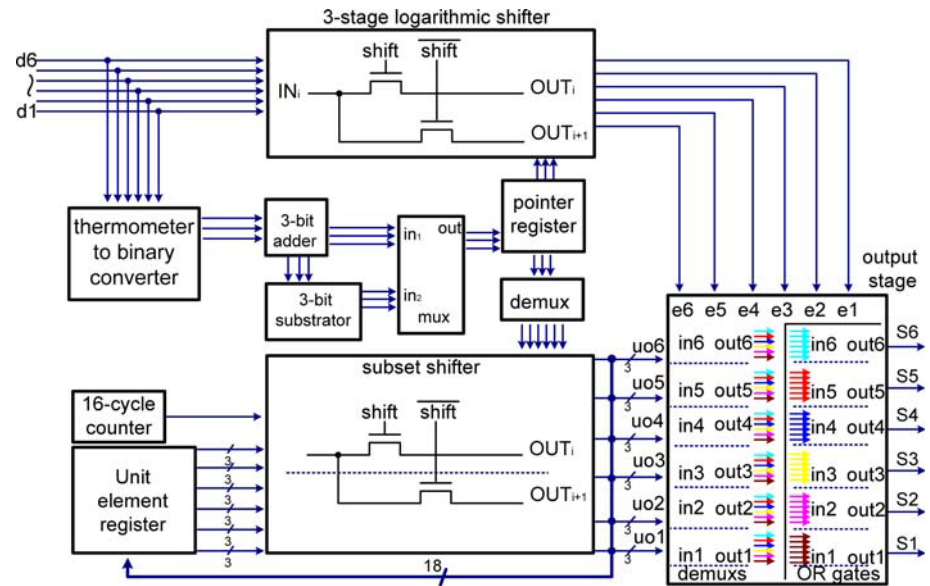 3-stage logarithmic shifter
shift
shift
d6
d1
INᵢ
OUTᵢ
OUTᵢ₊₁
thermometer
to binary
converter
3-bit
adder
3-bit
substrator
in₁
out
in₂
mux
pointer
register
demux
output
stage
e6 e5 e4 e3 e2 e1
16-cycle
counter
Unit
element
register
3
3
3
3
3
3
subset shifter
shift
shift
OUTᵢ
OUTᵢ₊₁
18
uo6
3
uo5
3
uo4
3
uo3
3
uo2
3
uo1
3
in6 out6
in5 out5
in4 out4
in3 out3
in2 out2
in1 out1
demuxs
in6 out6
in5 out5
in4 out4
in3 out3
in2 out2
in1 out1
OR gates
S6
S5
S4
S3
S2
S1